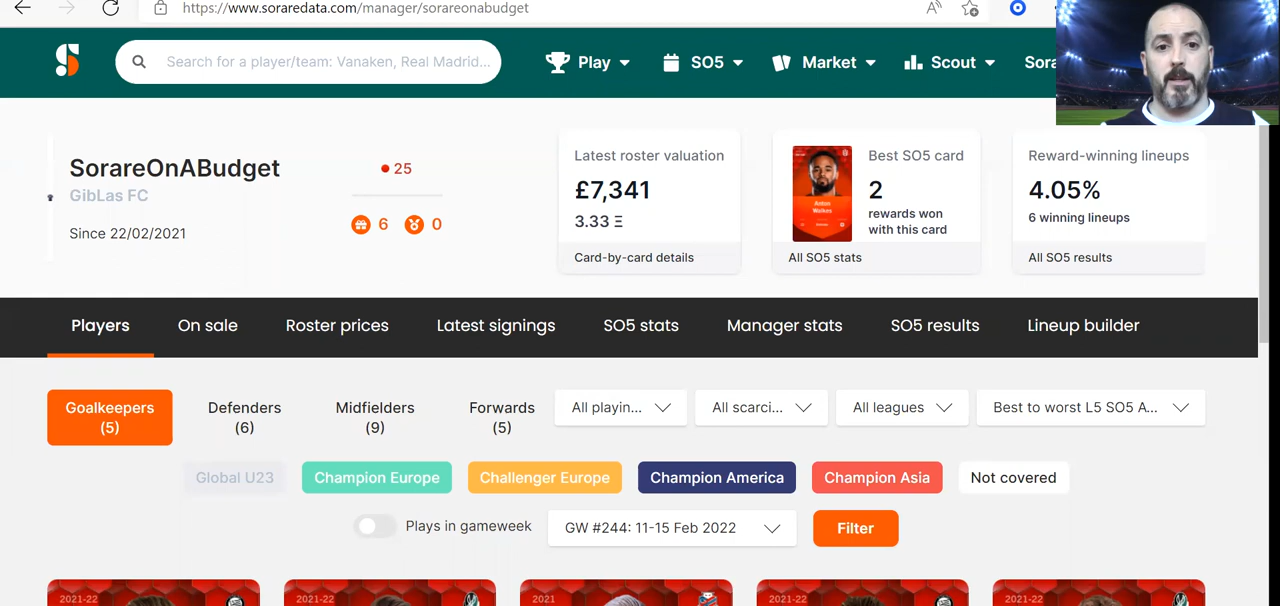 https://www.soraredata.com/manager/sorareonabudget
Search for a player/team: Vanaken, Real Madrid...
Play
SO5
Market
Scout
Sora
SorareOnABudget
GibLas FC
Since 22/02/2021
25
6
0
Latest roster valuation
£7,341
3.33 Ξ
Card-by-card details
Anton
Walkes
Best SO5 card
2
rewards won
with this card
All SO5 stats
Reward-winning lineups
4.05%
6 winning lineups
All SO5 results
Players
On sale
Roster prices
Latest signings
SO5 stats
Manager stats
SO5 results
Lineup builder
Goalkeepers
(5)
Defenders
(6)
Midfielders
(9)
Forwards
(5)
All playin...
All scarci...
All leagues
Best to worst L5 SO5 A...
Global U23
Champion Europe
Challenger Europe
Champion America
Champion Asia
Not covered
Plays in gameweek
GW #244: 11-15 Feb 2022
Filter
2021-22
2021-22
2021
2021-22
2021-22